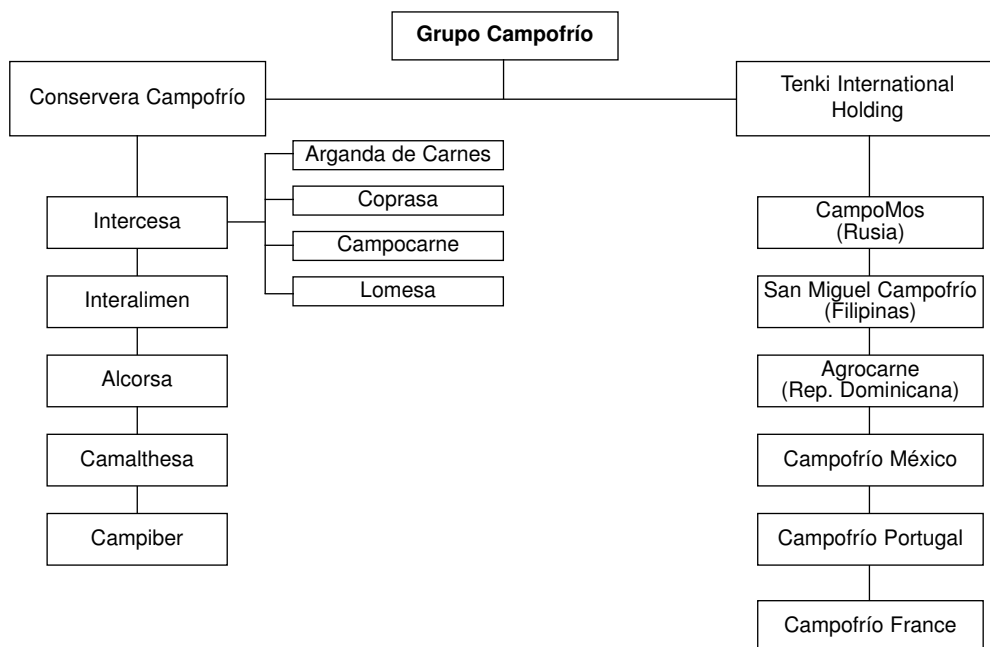 Grupo Campofrío
Conservera Campofrío
Tenki International
Holding
Arganda de Carnes
Coprasa
Campocarne
Lomesa
Intercesa
Interalimen
Alcorsa
Camalthesa
Campiber
CampoMos
(Rusia)
San Miguel Campofrío
(Filipinas)
Agrocarne
(Rep. Dominicana)
Campofrío México
Campofrío Portugal
Campofrío France